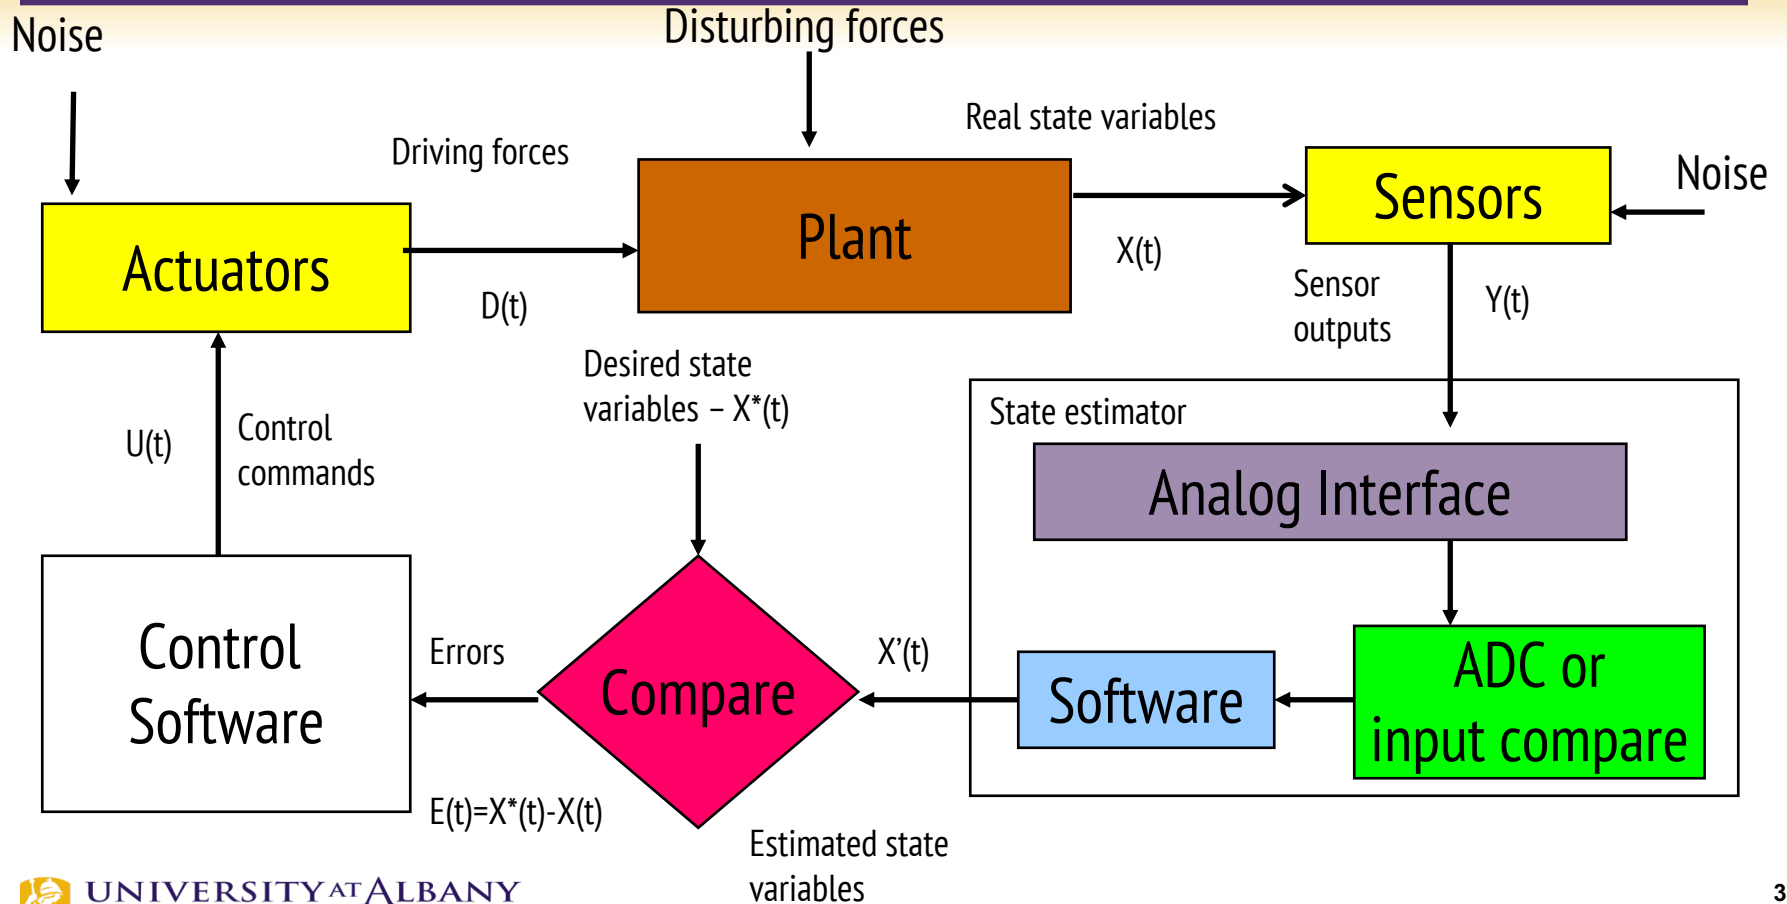 Noise
Disturbing forces
Real state variables
Driving forces
Noise
Sensors
Plant
Actuators
X(t)
D(t)
Sensor
outputs
Y(t)
Desired state
variables – X*(t)
State estimator
U(t)
Control
commands
Analog Interface
Control
Software
Errors
Compare
X’(t)
Software
ADC or
input compare
E(t)=X*(t)-X(t)
Estimated state
variables
UNIVERSITY AT ALBANY
3